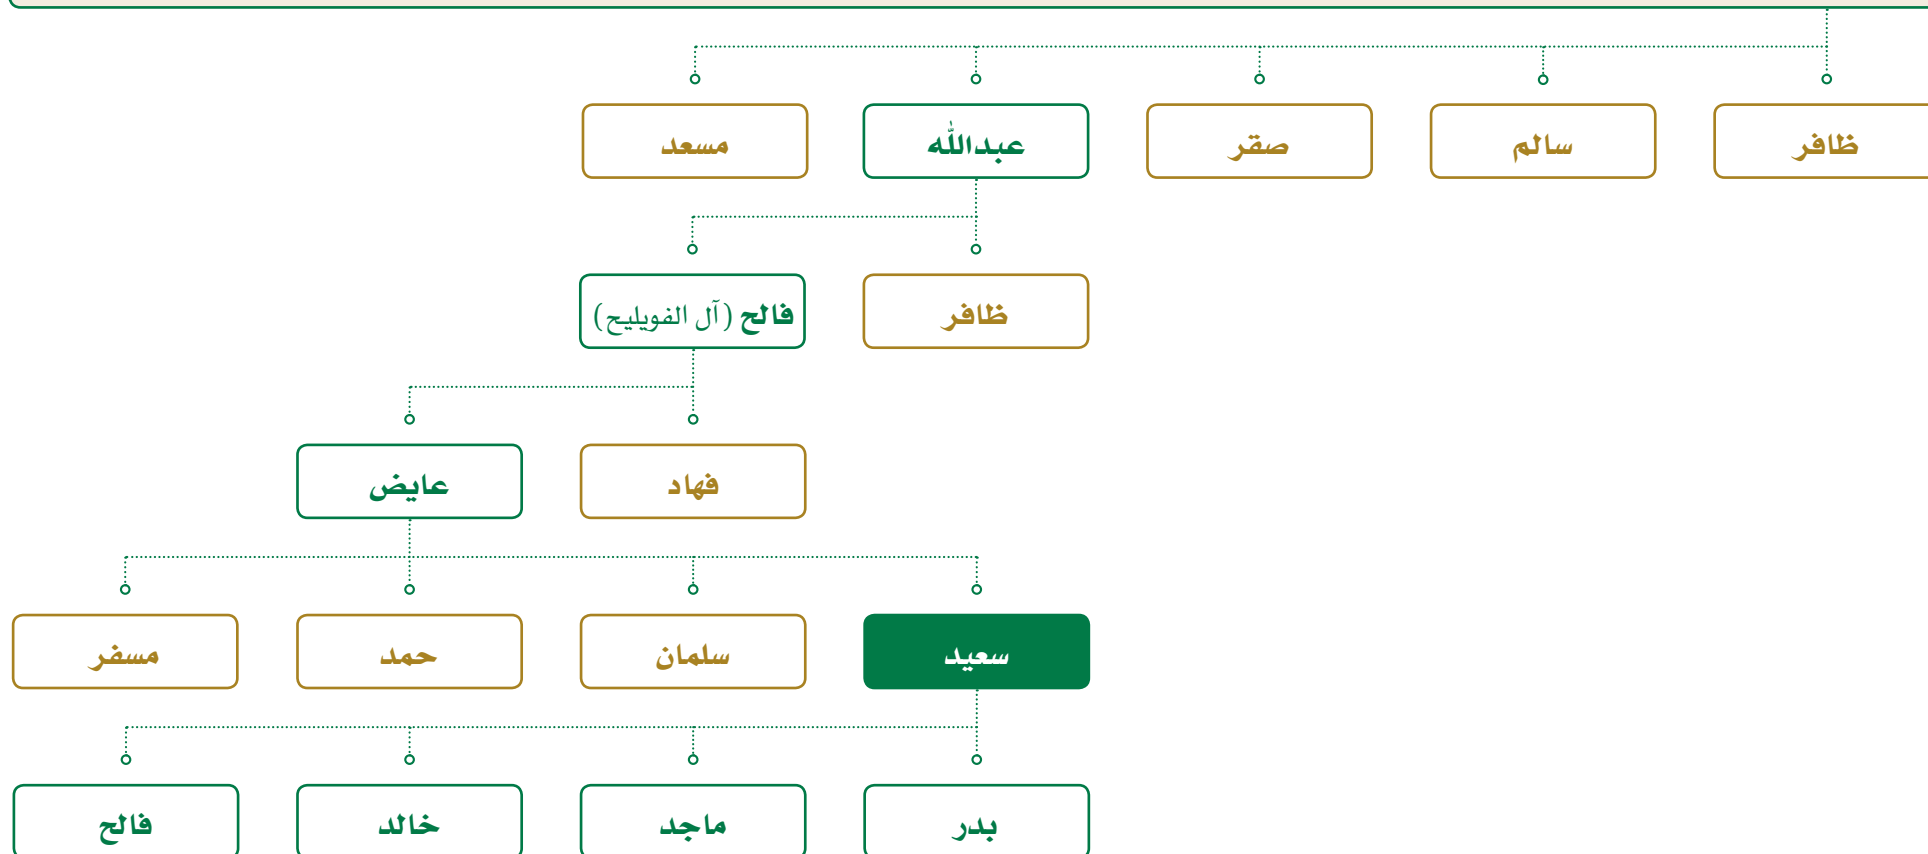 ظافر
سالم
صقر
عبدالله
مسعد
ظافر
فالح (آل الفويليح)
فهاد
عايض
سعيد
سلمان
حمد
مسفر
بدر
ماجد
خالد
فالح